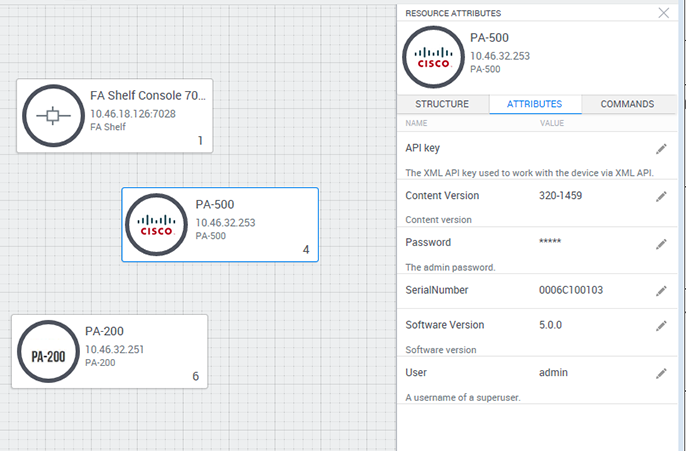 FA Shelf Console 70...
10.46.18.126:7028
FA Shelf
1
CISCO.
PA-500
10.46.32.253
PA-500
4
PA-200
PA-200
10.46.32.251
PA-200
6
RESOURCE ATTRIBUTES
CISCO.
PA-500
10.46.32.253
PA-500
STRUCTURE ATTRIBUTES COMMANDS
NAME VALUE
API key
The XML API key used to work with the device via XML API.
Content Version 320-1459
Content version
Password *****
The admin password.
SerialNumber 0006C100103
Software Version 5.0.0
Software version
User admin
A username of a superuser.